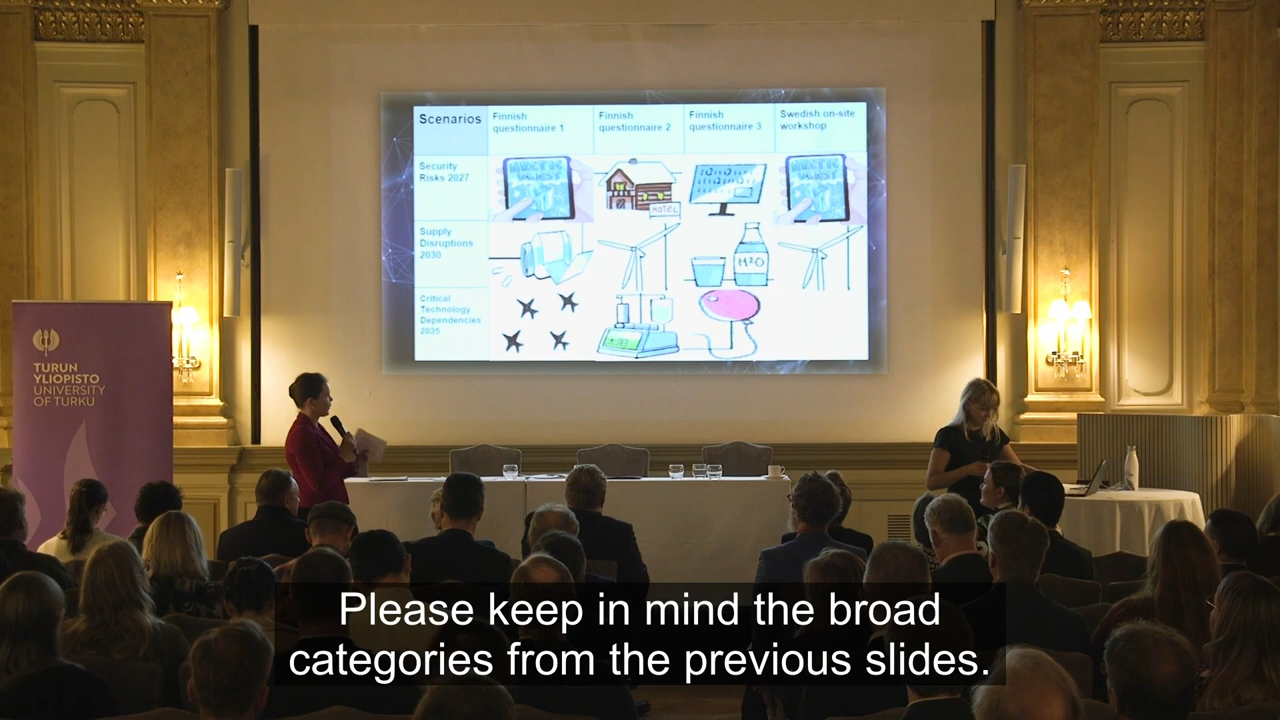 Scenarios
Finnish
questionnaire 1
Finnish
questionnaire 2
Finnish
questionnaire 3
Swedish on-site
workshop
Security
Risks 2027
HOTEL
Supply
Disruptions
2030
H2O
Critical
Technology
Dependencies
2035
TURUN
YLIOPISTO
UNIVERSITY
OF TURKU
Please keep in mind the broad
categories from the previous slides.